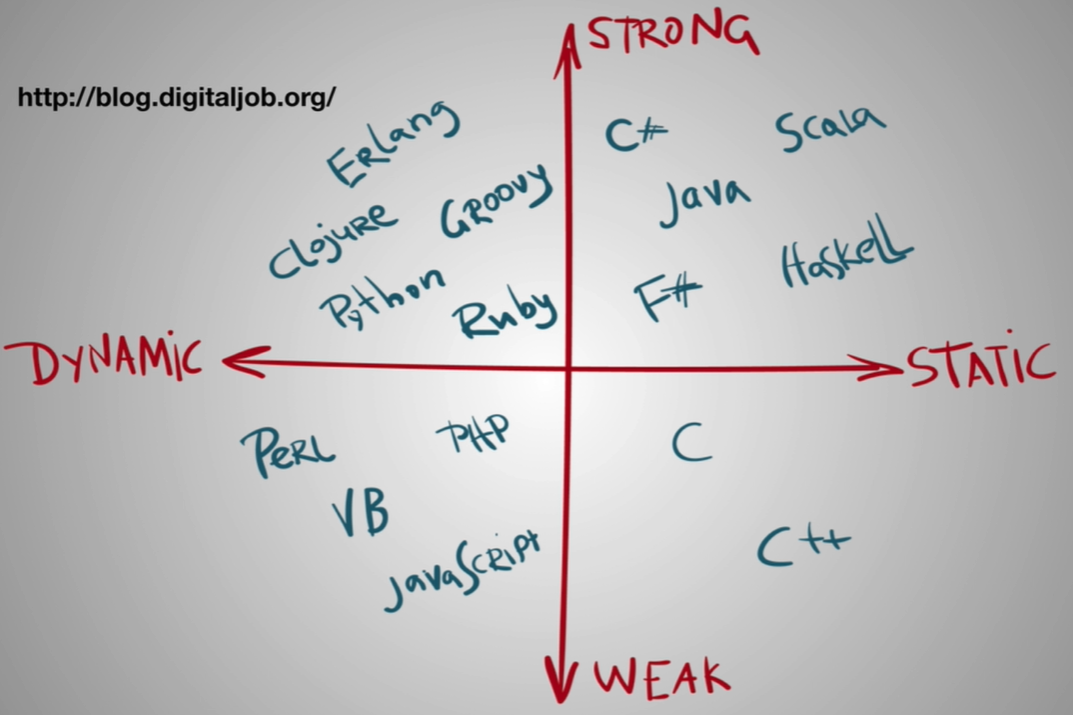 STRONG
http://blog.digitaljob.org/
Erlang
C#
Scala
Groovy
Java
Clojure
Haskell
Python
Ruby
F#
DYNAMIC
STATIC
PERL
PHP
C
VB
JavaScript
C++
WEAK